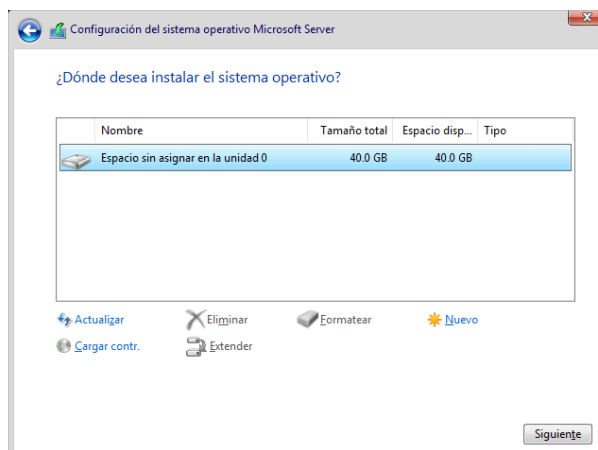 Configuración del sistema operativo Microsoft Server
¿Dónde desea instalar el sistema operativo?
Nombre Tamaño total Espacio disp... Tipo
Espacio sin asignar en la unidad 0 40.0 GB 40.0 GB
Actualizar Eliminar Formatear Nuevo
Cargar contr. Extender
Siguiente